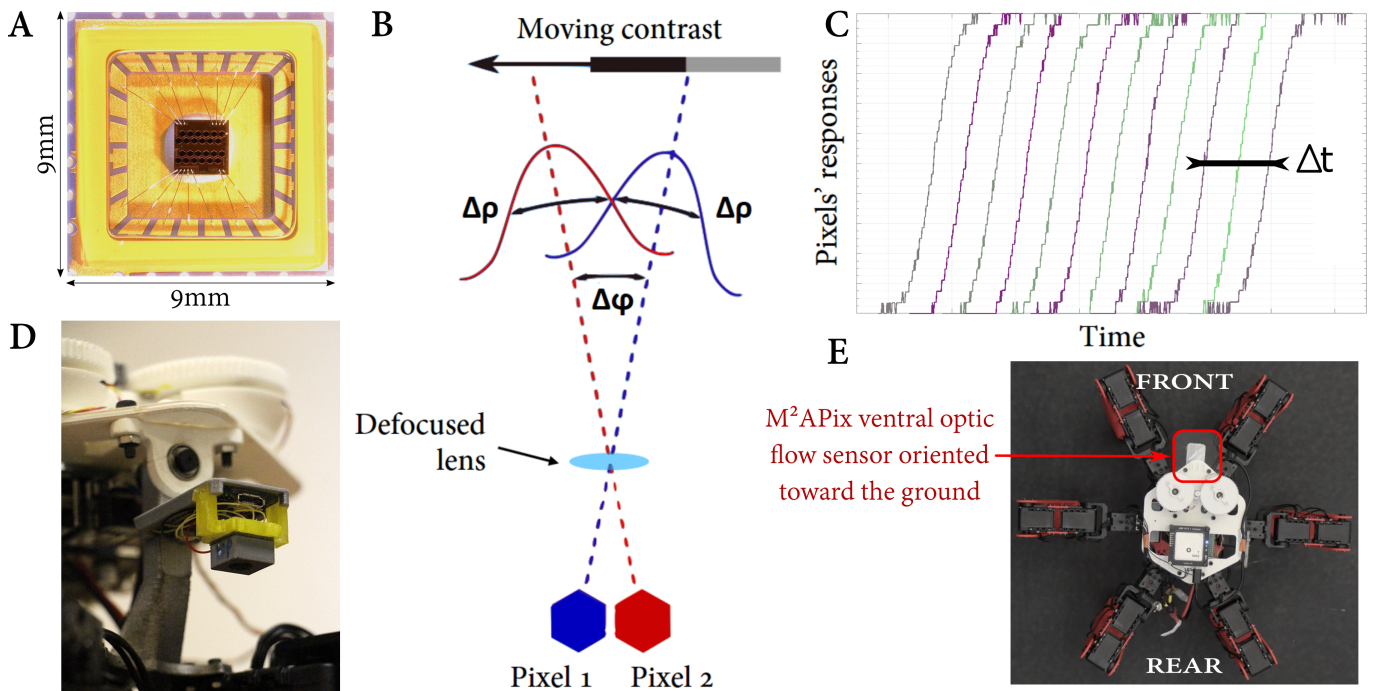 A
9mm
9mm
B
Moving contrast
Δρ
Δρ
Δφ
Defocused
lens
Pixel 1
Pixel 2
C
Pixels' responses
Δt
Time
D
E
FRONT
M²APix ventral optic
flow sensor oriented
toward the ground
REAR